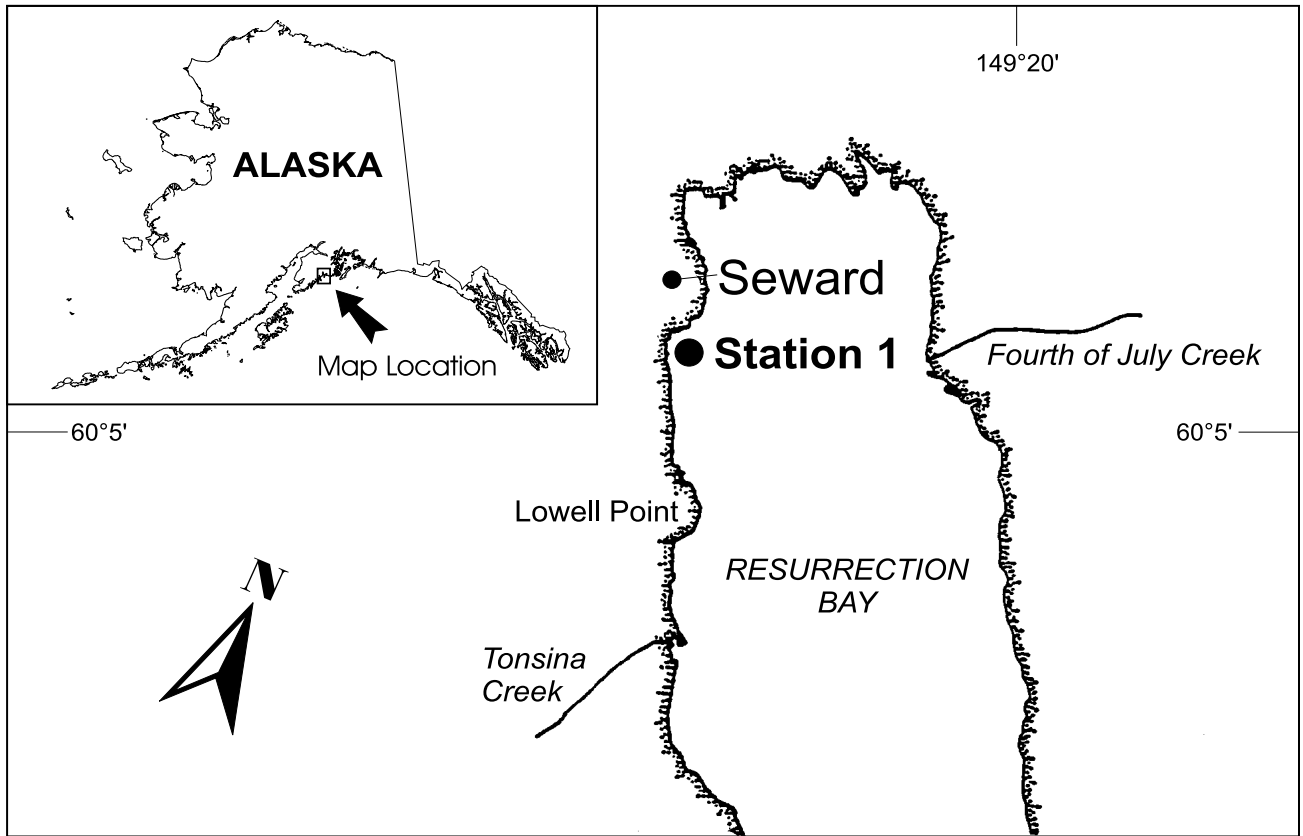 ALASKA
Map Location
149°20'
Seward
Station 1
Fourth of July Creek
60°5'
60°5'
Lowell Point
RESURRECTION
BAY
N
Tonsina
Creek